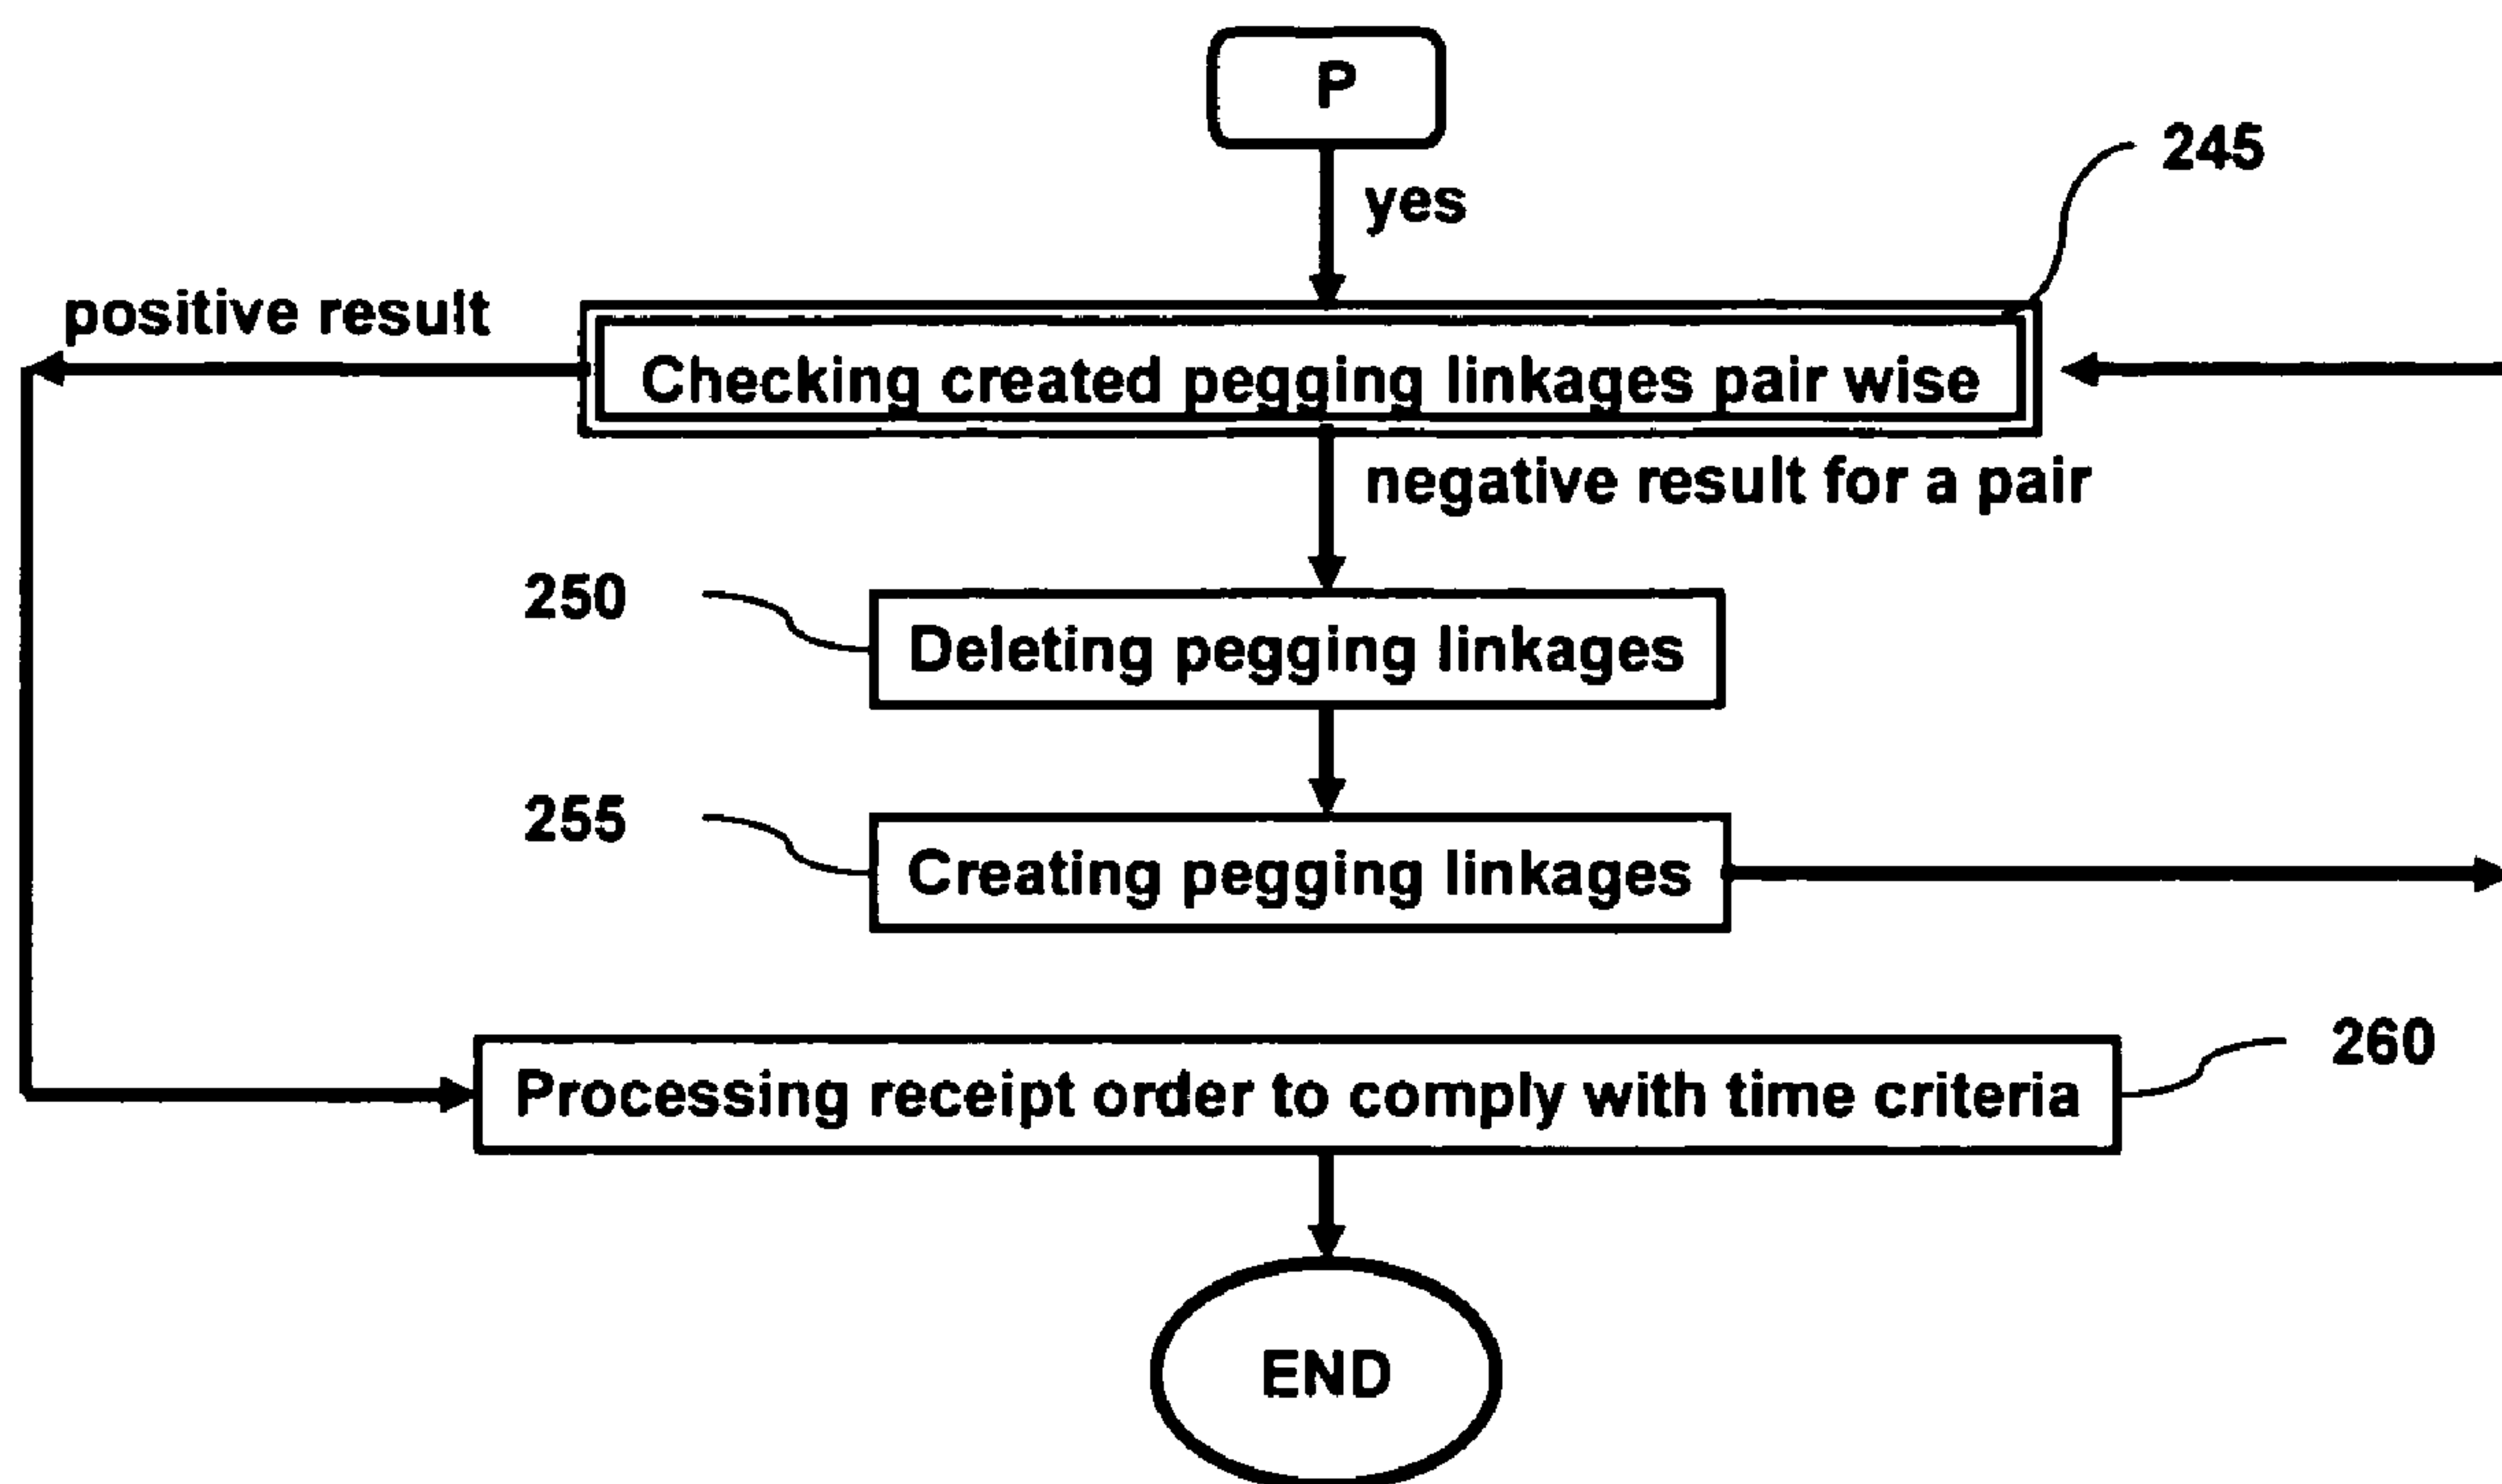 P
245
yes
positive result
Checking created pegging linkages pair wise
negative result for a pair
250
Deleting pegging linkages
255
Creating pegging linkages
260
Processing receipt order to comply with time criteria
END